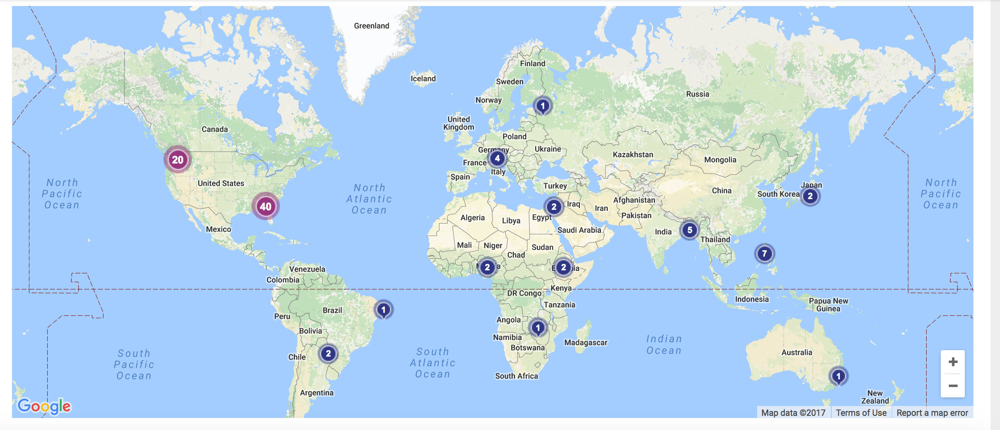 Greenland
Finland
Iceland
Sweden
Russia
Norway
1
United
Kingdom
Canada
Poland
Germany
Ukraine
Kazakhstan
20
4
France
Mongolia
Italy
Spain
North
Pacific
Ocean
United States
North
Atlantic
Ocean
Turkey
China
Japan
South Korea
2
North
Pacific
Ocean
40
2
Iraq
Iran
Afghanistan
Pakistan
Algeria
Libya
Egypt
Mexico
Saudi Arabia
India
5
Thailand
Mali
Niger
Chad
Sudan
7
Venezuela
Colombia
2
2
DR Congo
Kenya
Tanzania
Indonesia
Papua New
Guinea
Peru
Brazil
1
Angola
1
Bolivia
Namibia
Botswana
Madagascar
Indian
Ocean
South
Pacific
Ocean
Chile
2
South
Atlantic
Ocean
South Africa
Australia
1
Argentina
New
Zealand
+
−
Google
Map data ©2017
Terms of Use
Report a map error